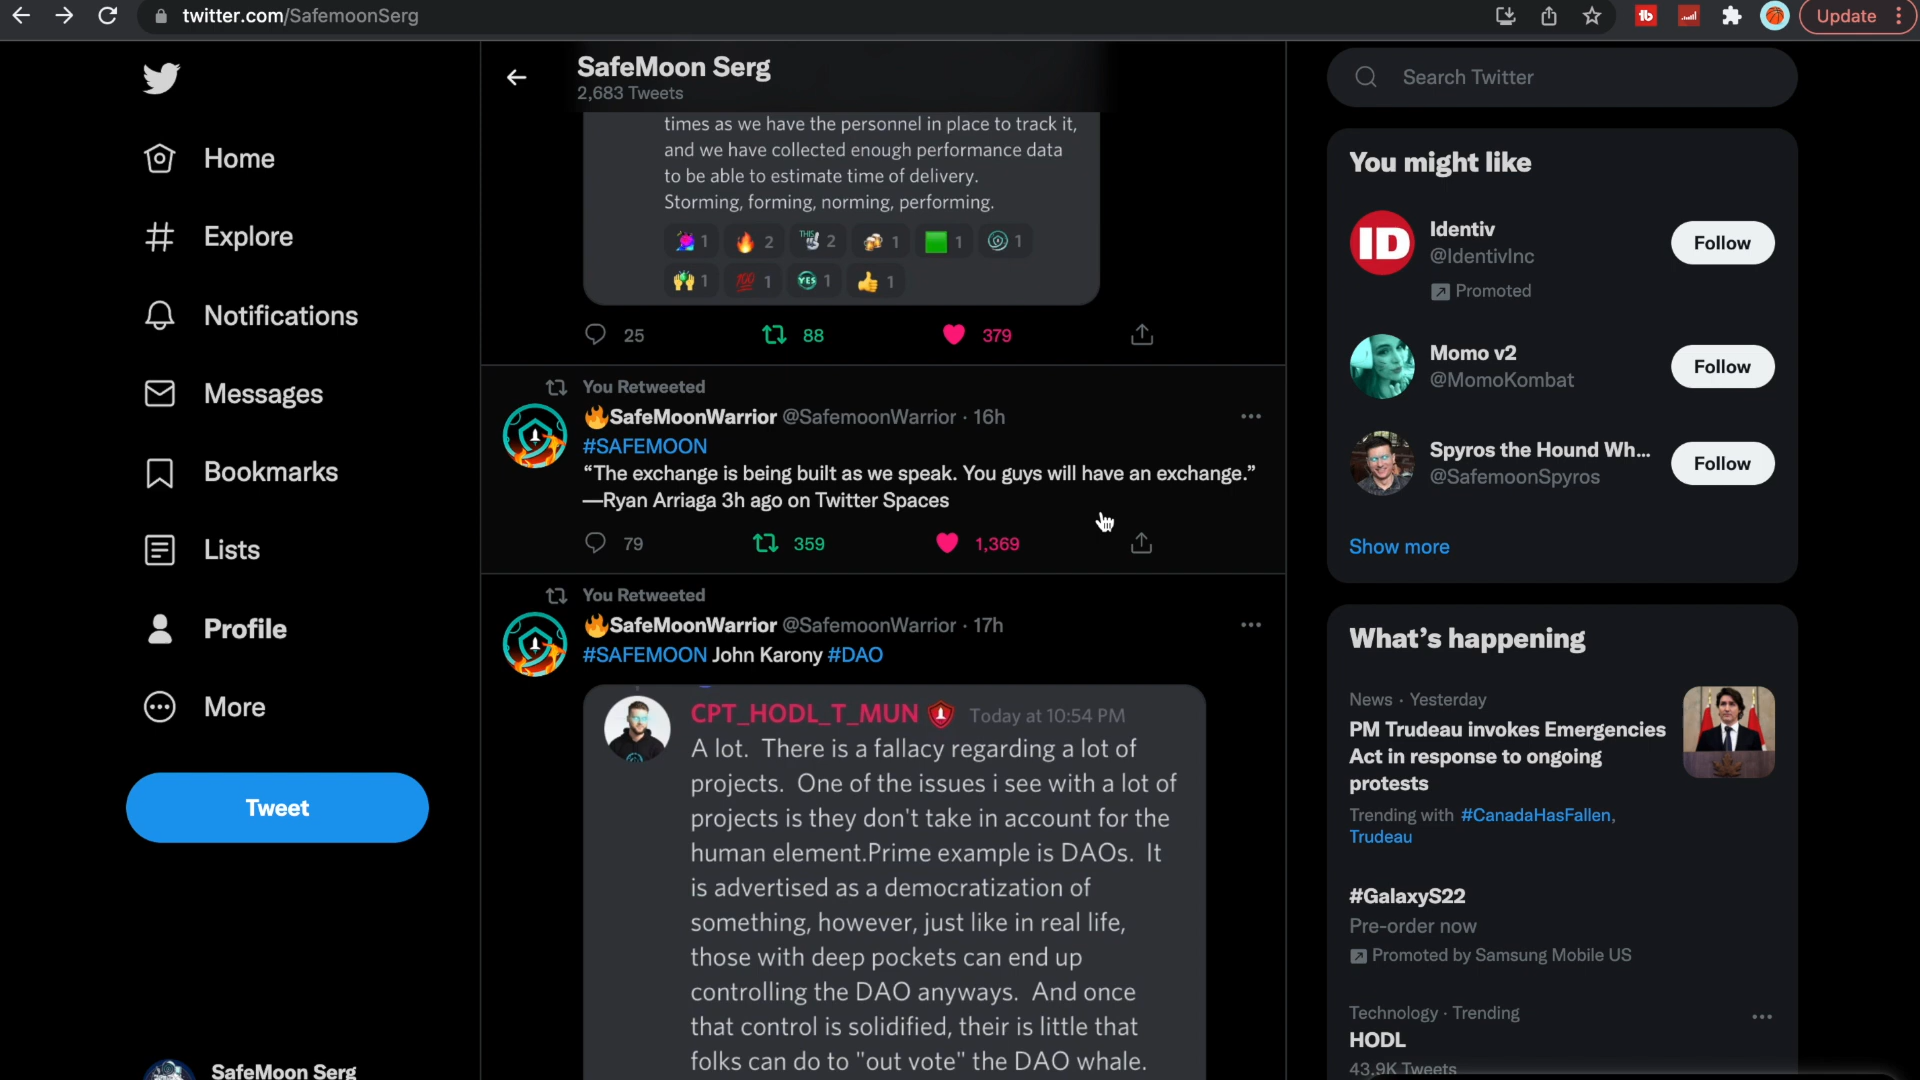 twitter.com/SafemoonSerg
Update
SafeMoon Serg
2,683 Tweets
Search Twitter
Home
Explore
Notifications
Messages
Bookmarks
Lists
Profile
More
Tweet
SafeMoon Serg
times as we have the personnel in place to track it,
and we have collected enough performance data
to be able to estimate time of delivery.
Storming, forming, norming, performing.
1 2 THIS 2 1 1 1
1 100 1 YES 1 1
25 88 379
You Retweeted
SafeMoonWarrior @SafemoonWarrior · 16h
#SAFEMOON
“The exchange is being built as we speak. You guys will have an exchange.”
—Ryan Arriaga 3h ago on Twitter Spaces
79 359 1,369
You Retweeted
SafeMoonWarrior @SafemoonWarrior · 17h
#SAFEMOON John Karony #DAO
CPT_HODL_T_MUN Today at 10:54 PM
A lot. There is a fallacy regarding a lot of
projects. One of the issues i see with a lot of
projects is they don't take in account for the
human element.Prime example is DAOs. It
is advertised as a democratization of
something, however, just like in real life,
those with deep pockets can end up
controlling the DAO anyways. And once
that control is solidified, their is little that
folks can do to "out vote" the DAO whale.
You might like
ID
Identiv
@IdentivInc
Promoted
Follow
Momo v2
@MomoKombat
Follow
Spyros the Hound Wh...
@SafemoonSpyros
Follow
Show more
What’s happening
News · Yesterday
PM Trudeau invokes Emergencies
Act in response to ongoing
protests
Trending with #CanadaHasFallen,
Trudeau
#GalaxyS22
Pre-order now
Promoted by Samsung Mobile US
Technology · Trending
HODL
43.9K Tweets